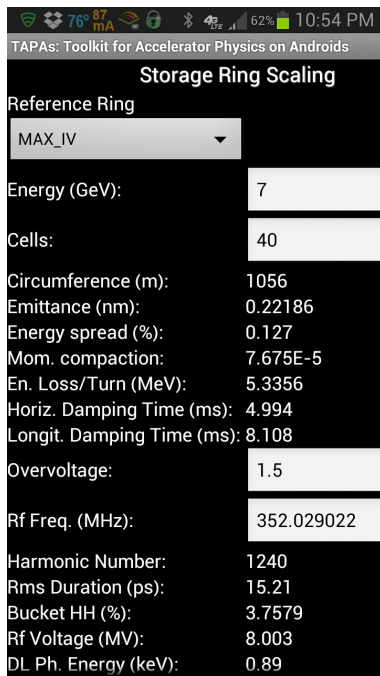 76° 87 mA 4G LTE 62% 10:54 PM
TAPAs: Toolkit for Accelerator Physics on Androids
Storage Ring Scaling
Reference Ring
MAX_IV
Energy (GeV): 7
Cells: 40
Circumference (m): 1056
Emittance (nm): 0.22186
Energy spread (%): 0.127
Mom. compaction: 7.675E-5
En. Loss/Turn (MeV): 5.3356
Horiz. Damping Time (ms): 4.994
Longit. Damping Time (ms): 8.108
Overvoltage: 1.5
Rf Freq. (MHz): 352.029022
Harmonic Number: 1240
Rms Duration (ps): 15.21
Bucket HH (%): 3.7579
Rf Voltage (MV): 8.003
DL Ph. Energy (keV): 0.89